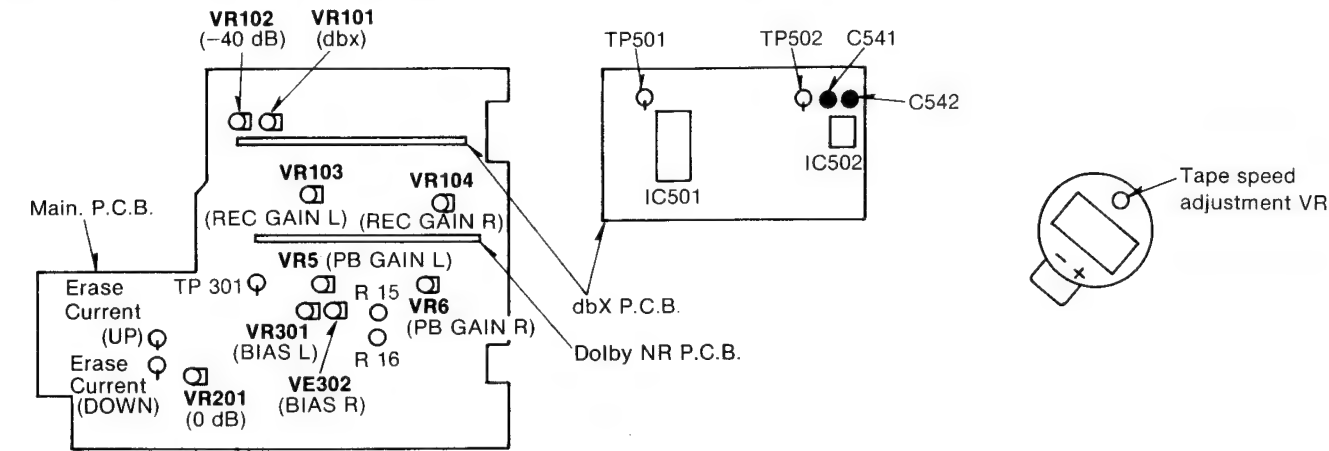 VR102 VR101
(−40 dB) (dbx)
TP501 TP502 C541
C542
IC502
IC501
VR103
VR104
(REC GAIN L) (REC GAIN R)
Main. P.C.B.
Tape speed
adjustment VR
− +
VR5 (PB GAIN L)
TP 301
Erase
Current
(UP)
R 15
VR6
(PB GAIN R)
VR301
(BIAS L)
R 16
dbX P.C.B.
Dolby NR P.C.B.
Erase
Current
(DOWN)
VR201
(0 dB)
VE302
(BIAS R)